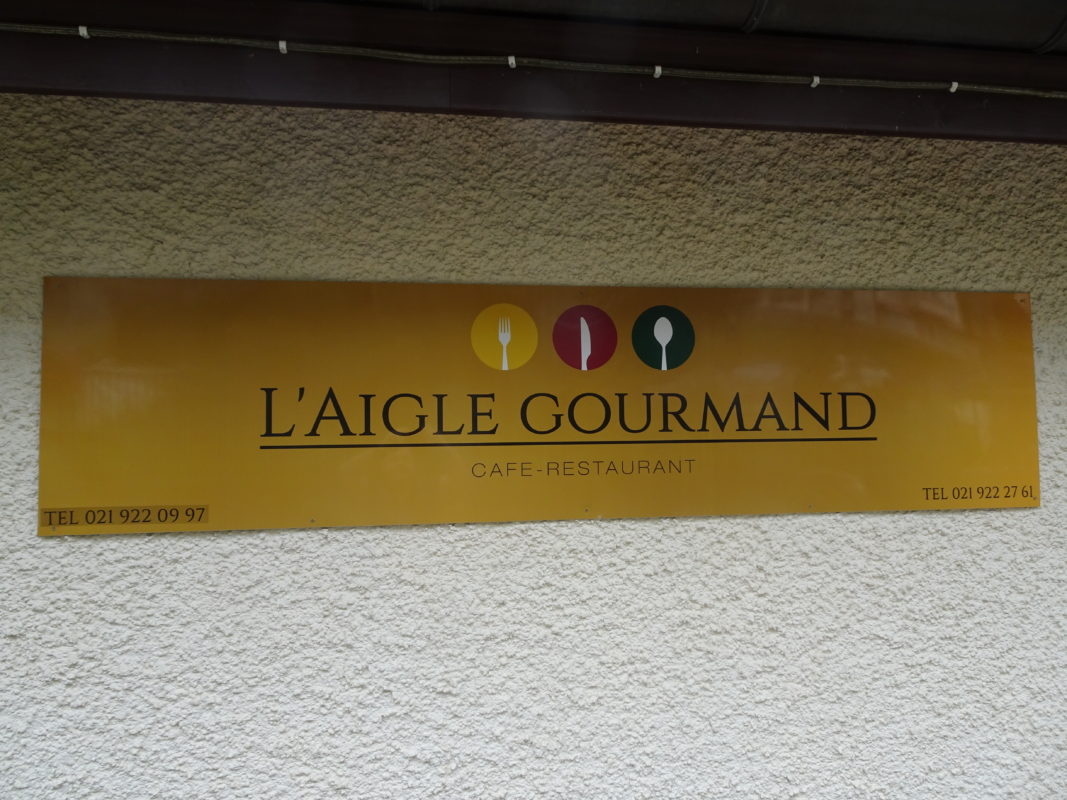 L'AIGLE GOURMAND
CAFE-RESTAURANT
TEL 021 922 09 97
TEL 021 922 27 61